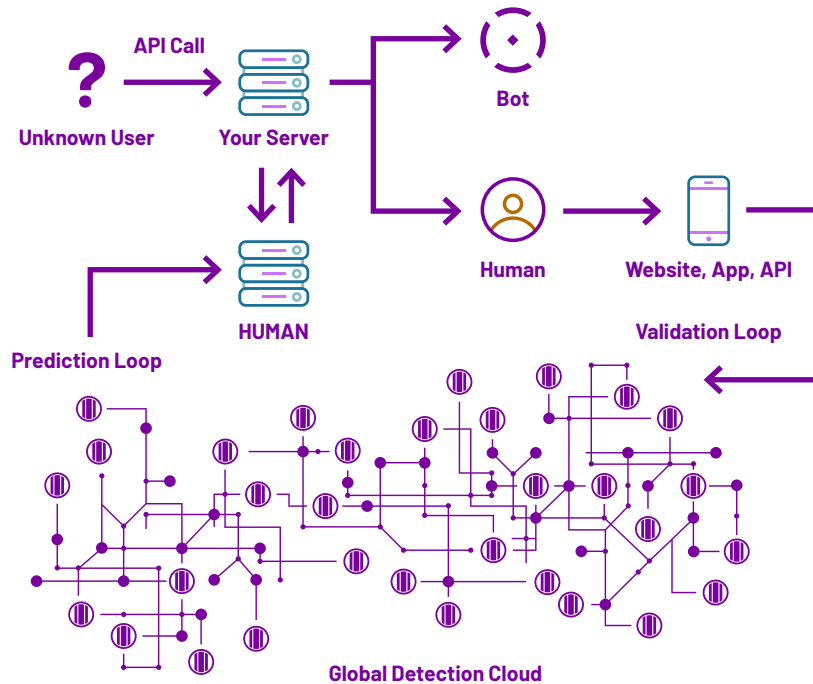 API Call
Bot
Unknown User
Your Server
Human
Website, App, API
HUMAN
Validation Loop
Prediction Loop
Global Detection Cloud